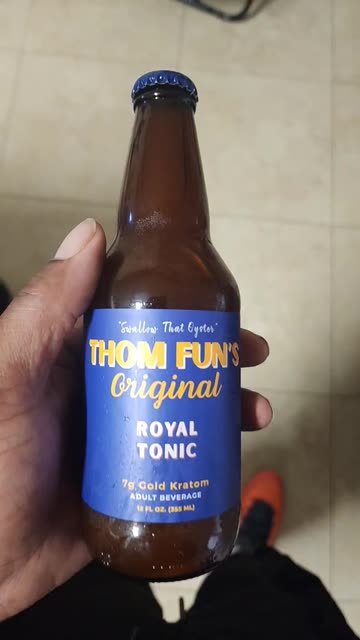 "Swallow That Oyster"
THOM FUN'S
Original
ROYAL
TONIC
7g Gold Kratom
ADULT BEVERAGE
12 FL OZ. (355 ML)